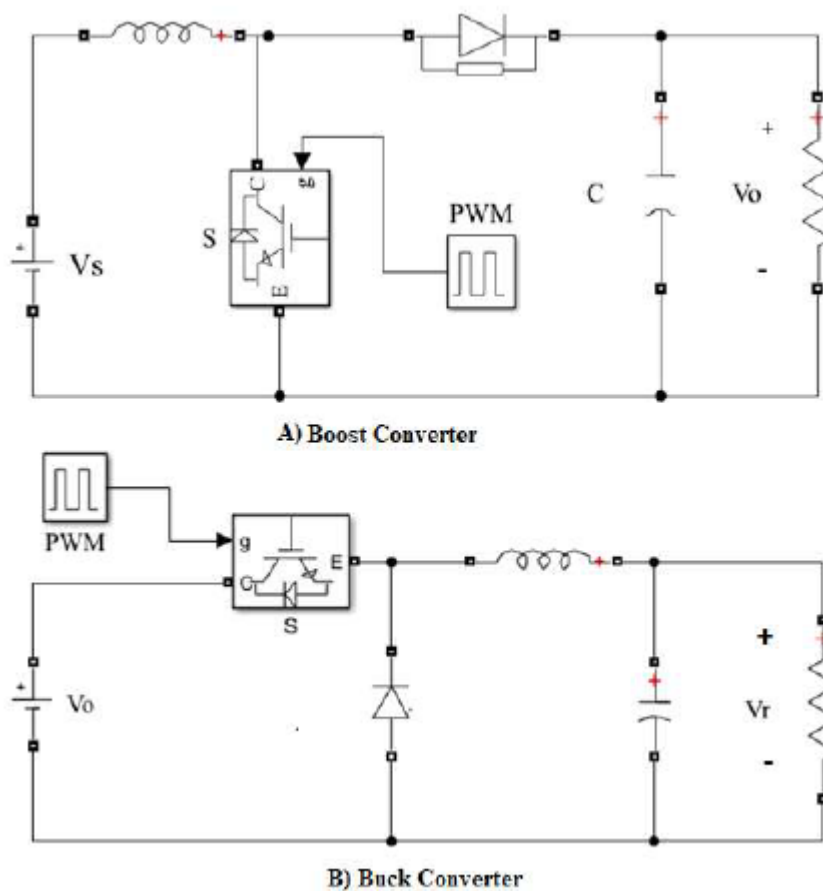 Vs
S
C
g
E
PWM
C
+
Vo
-
A) Boost Converter
PWM
g
C
E
S
Vo
+
Vr
-
B) Buck Converter